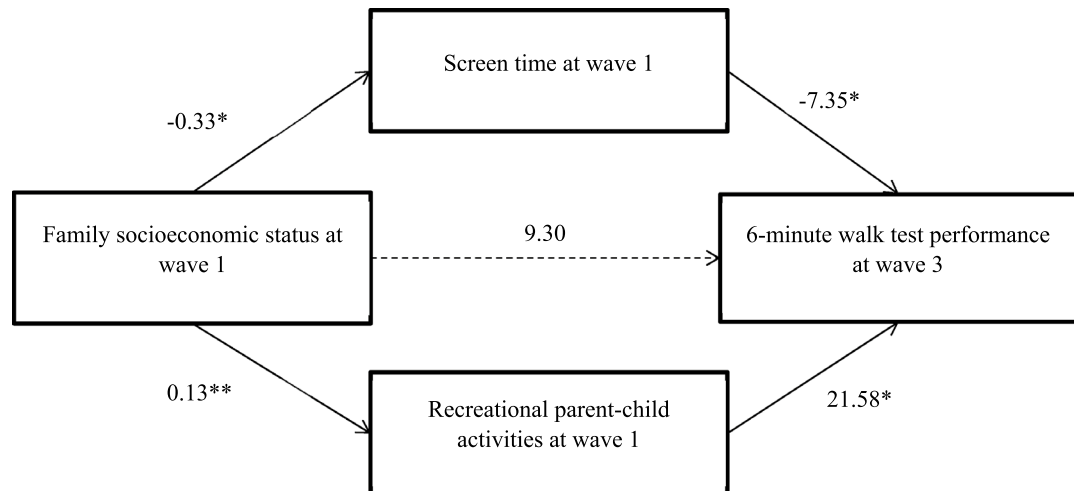 Screen time at wave 1
-0.33*
-7.35*
Family socioeconomic status at
wave 1
9.30
6-minute walk test performance
at wave 3
0.13**
Recreational parent-child
activities at wave 1
21.58*